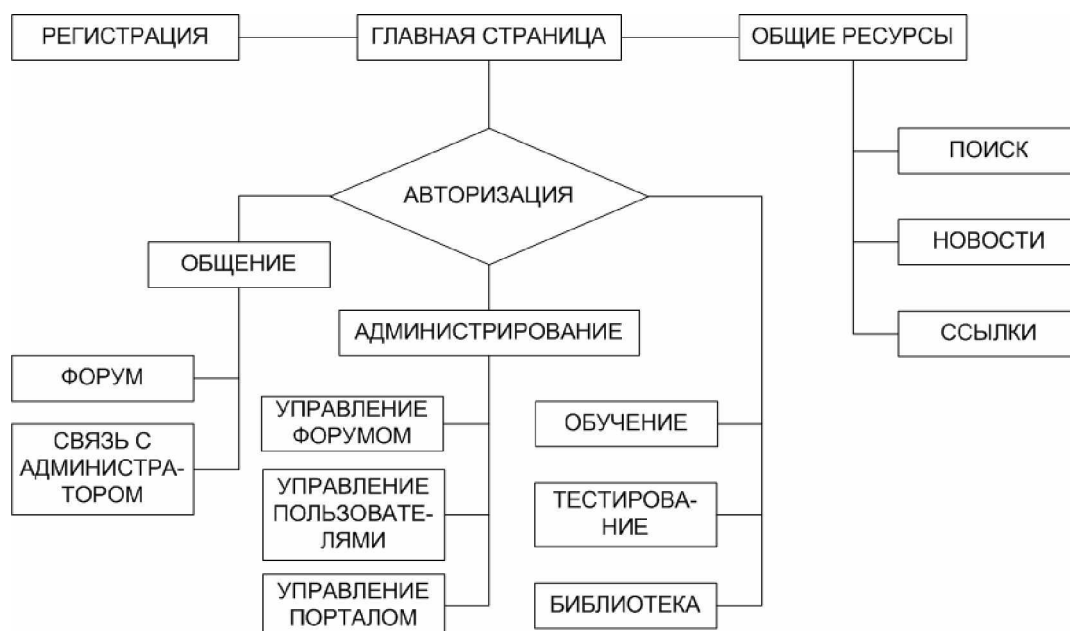 РЕГИСТРАЦИЯ
ГЛАВНАЯ СТРАНИЦА
ОБЩИЕ РЕСУРСЫ
ПОИСК
АВТОРИЗАЦИЯ
НОВОСТИ
ОБЩЕНИЕ
АДМИНИСТРИРОВАНИЕ
ССЫЛКИ
ФОРУМ
СВЯЗЬ С
АДМИНИСТРА-
ТОРОМ
УПРАВЛЕНИЕ
ФОРУМОМ
УПРАВЛЕНИЕ
ПОЛЬЗОВАТЕ-
ЛЯМИ
УПРАВЛЕНИЕ
ПОРТАЛОМ
ОБУЧЕНИЕ
ТЕСТИРОВА-
НИЕ
БИБЛИОТЕКА